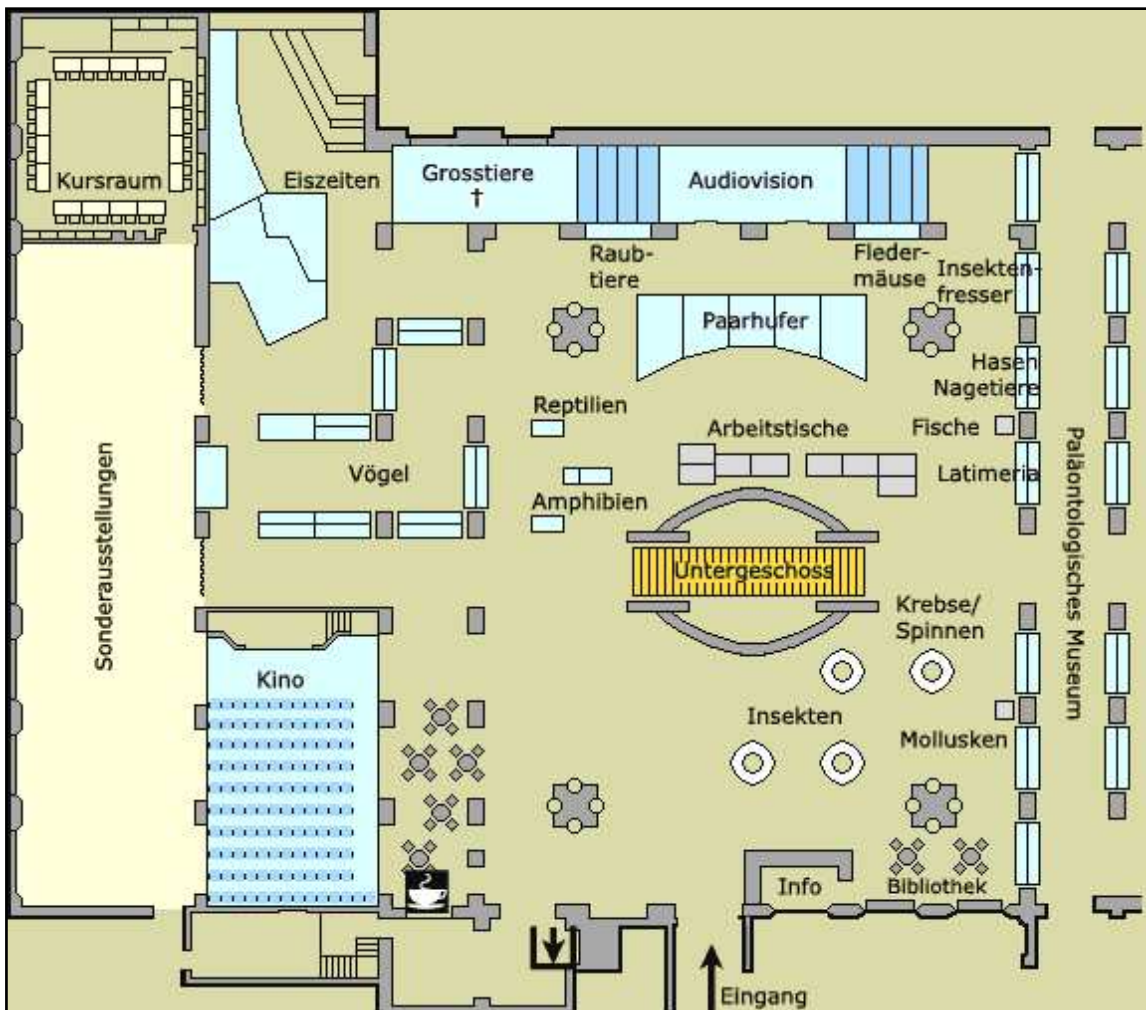 Kursraum
Eiszeiten
Grosstiere
†
Audiovision
Raub-
tiere
Fleder-
mäuse
Insekten-
fresser
Paarhufer
Hasen
Nagetiere
Reptilien
Arbeitstische
Fische
Vögel
Latimeria
Amphibien
Sonderausstellungen
Paläontologisches Museum
Untergeschoss
Krebse/
Spinnen
Kino
Insekten
Mollusken
Info
Bibliothek
Eingang